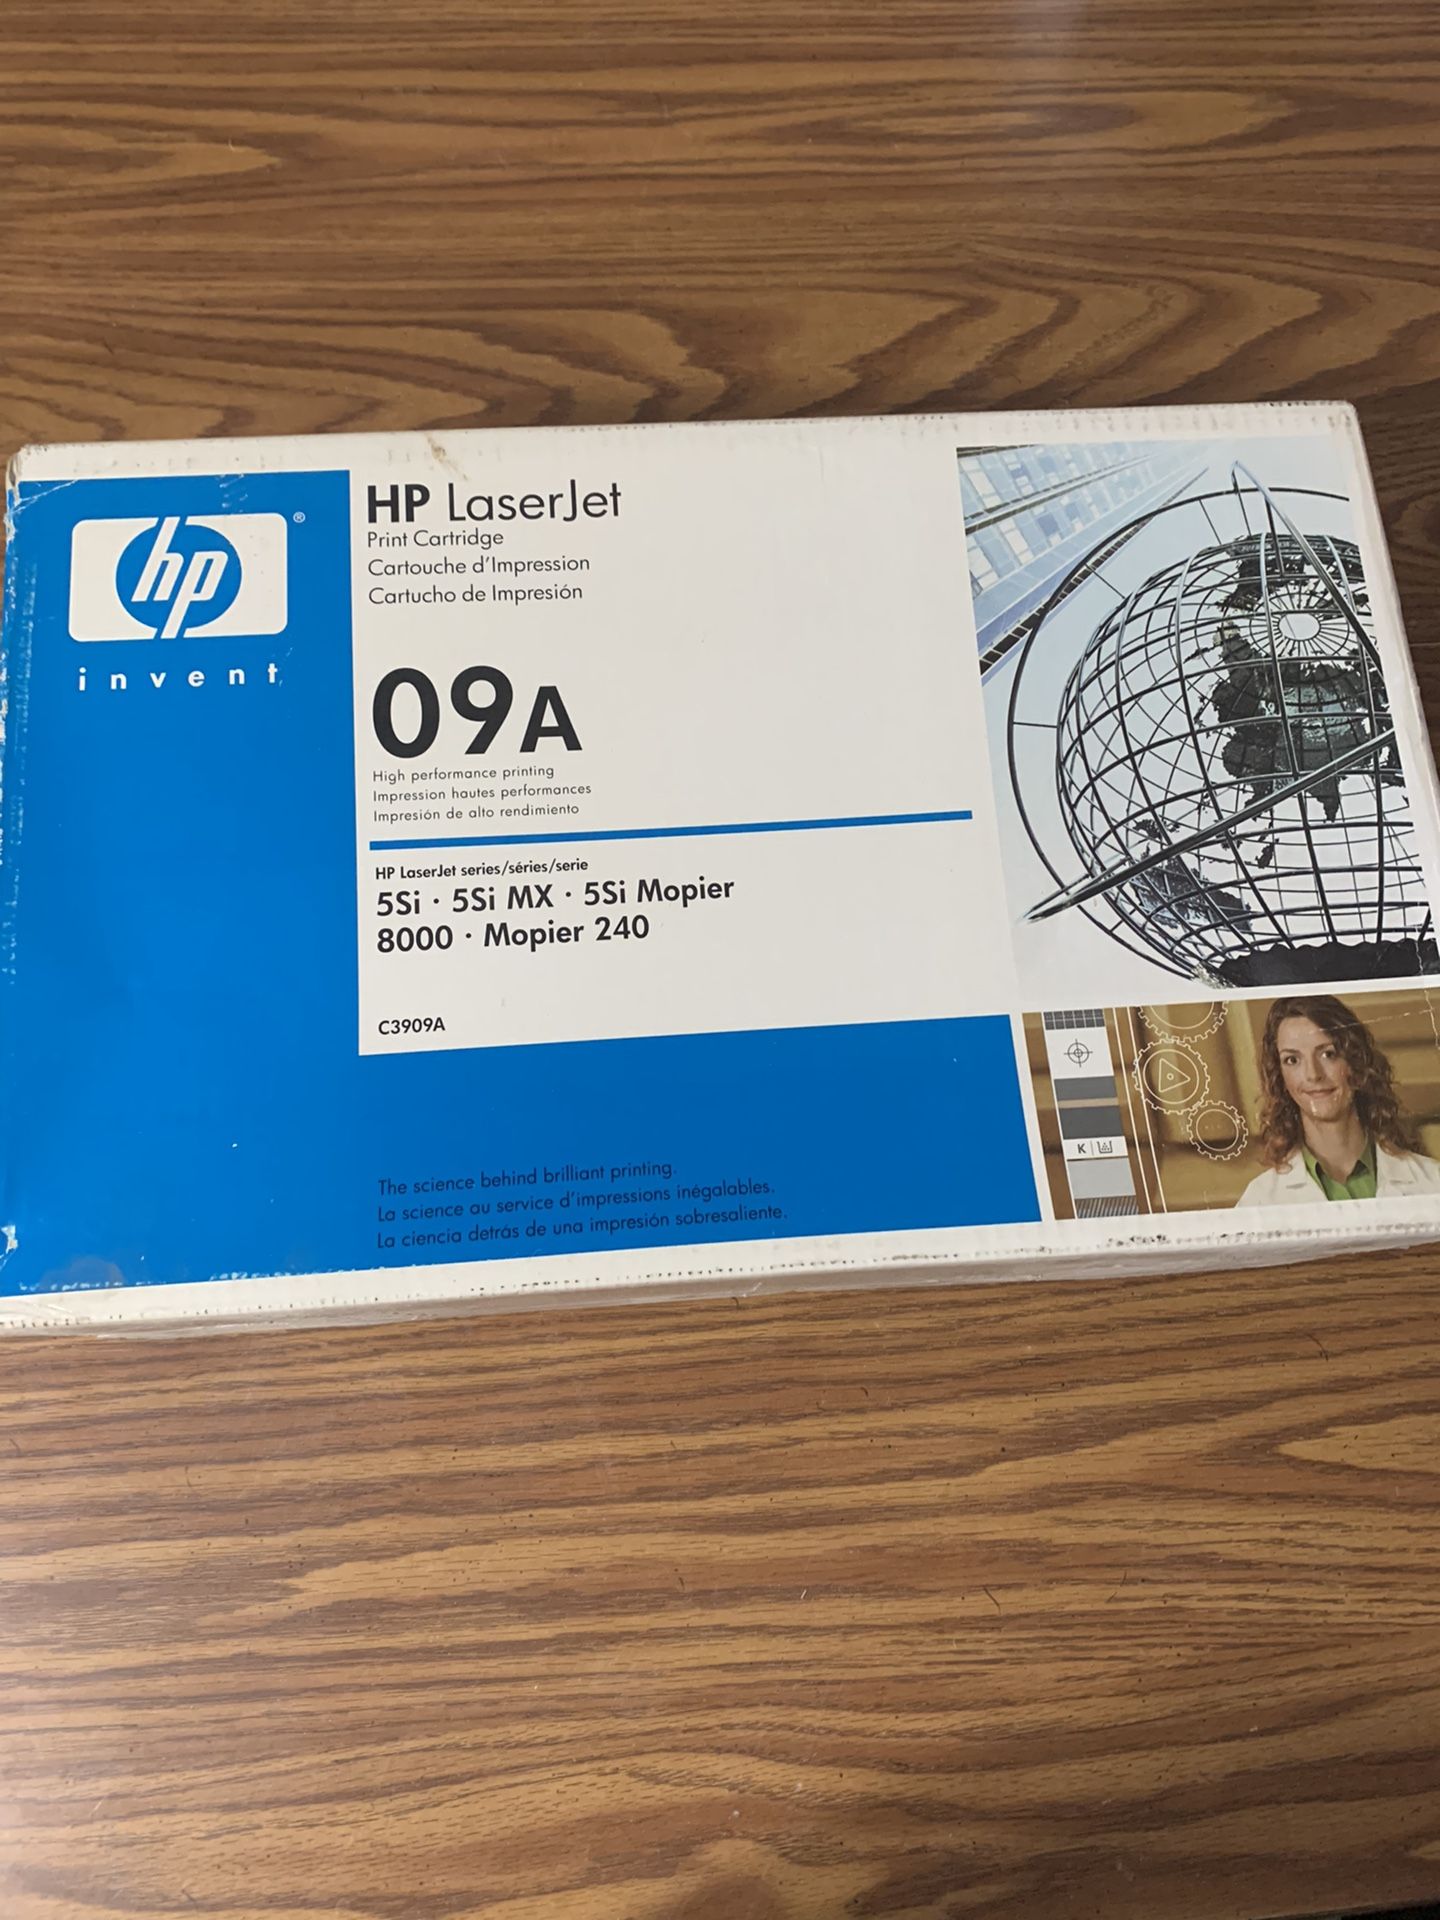 hp
®
invent
HP LaserJet
Print Cartridge
Cartouche d'Impression
Cartucho de Impresión
09A
High performance printing
Impression hautes performances
Impresión de alto rendimiento
HP LaserJet series/séries/serie
5Si · 5Si MX · 5Si Mopier
8000 · Mopier 240
C3909A
K
The science behind brilliant printing.
La science au service d'impressions inégalables.
La ciencia detrás de una impresión sobresaliente.